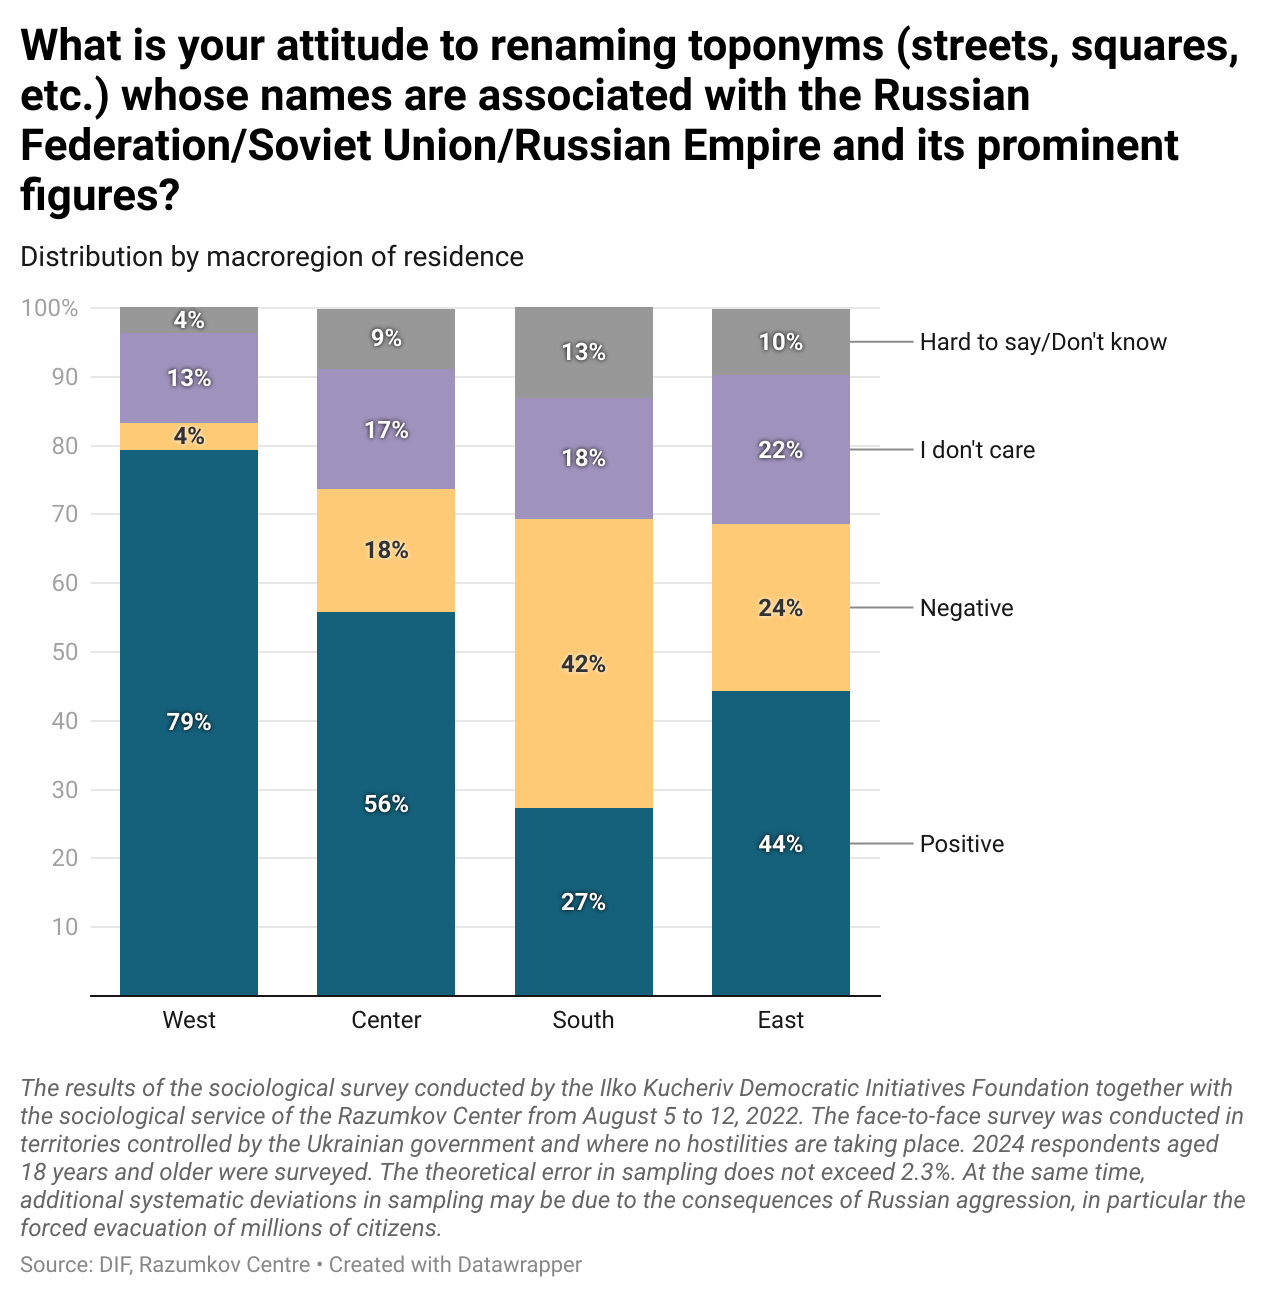 What is your attitude to renaming toponyms (streets, squares,
etc.) whose names are associated with the Russian
Federation/Soviet Union/Russian Empire and its prominent
figures?
Distribution by macroregion of residence
100%
90
80
70
60
50
40
30
20
10
4%
13%
4%
79%
9%
17%
18%
56%
13%
18%
42%
27%
10%
22%
24%
44%
Hard to say/Don't know
I don't care
Negative
Positive
West
Center
South
East
The results of the sociological survey conducted by the Ilko Kucheriv Democratic Initiatives Foundation together with
the sociological service of the Razumkov Center from August 5 to 12, 2022. The face-to-face survey was conducted in
territories controlled by the Ukrainian government and where no hostilities are taking place. 2024 respondents aged
18 years and older were surveyed. The theoretical error in sampling does not exceed 2.3%. At the same time,
additional systematic deviations in sampling may be due to the consequences of Russian aggression, in particular the
forced evacuation of millions of citizens.
Source: DIF, Razumkov Centre • Created with Datawrapper